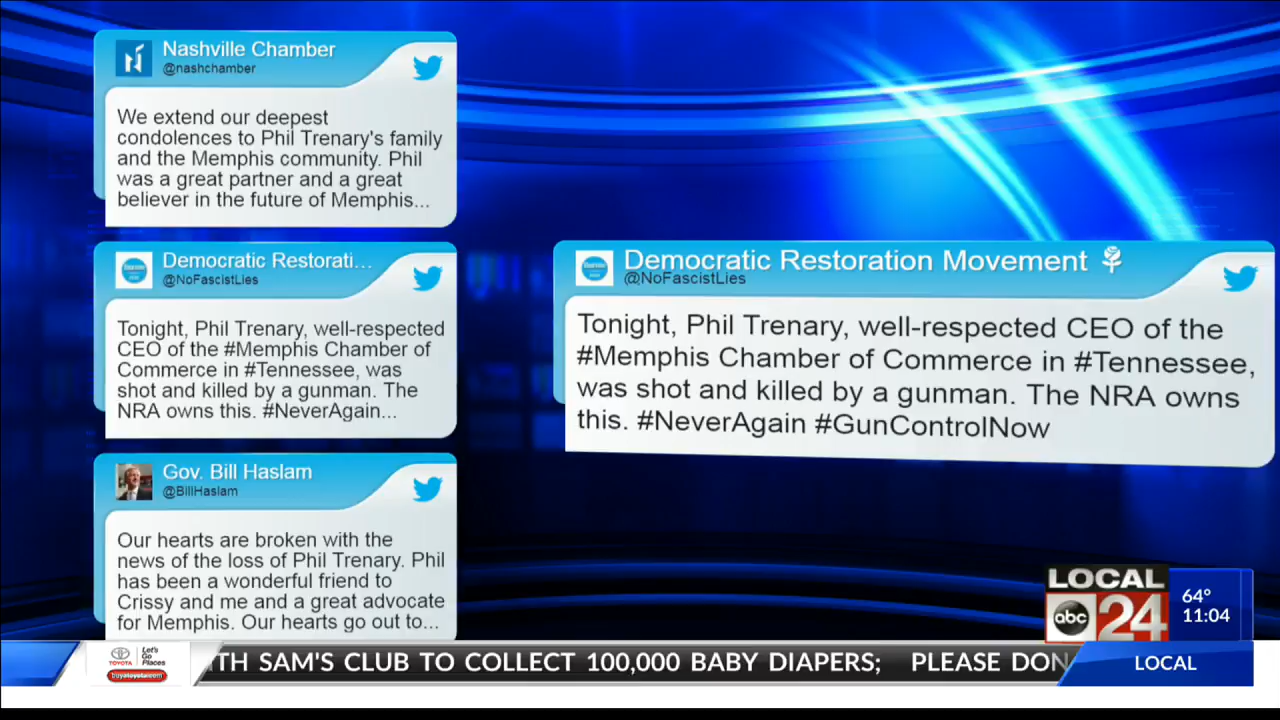 Nashville Chamber
@nashchamber
We extend our deepest
condolences to Phil Trenary's family
and the Memphis community. Phil
was a great partner and a great
believer in the future of Memphis...
Democratic Restorati...
@NoFascistLies
Tonight, Phil Trenary, well-respected
CEO of the #Memphis Chamber of
Commerce in #Tennessee, was
shot and killed by a gunman. The
NRA owns this. #NeverAgain...
Gov. Bill Haslam
@BillHaslam
Our hearts are broken with the
news of the loss of Phil Trenary. Phil
has been a wonderful friend to
Crissy and me and a great advocate
for Memphis. Our hearts go out to...
Democratic Restoration Movement
@NoFascistLies
Tonight, Phil Trenary, well-respected CEO of the
#Memphis Chamber of Commerce in #Tennessee,
was shot and killed by a gunman. The NRA owns
this. #NeverAgain #GunControlNow
LOCAL
abc 24
64°
11:04
TOYOTA
Let's
Go
Places
buyatoyota.com
TH SAM'S CLUB TO COLLECT 100,000 BABY DIAPERS; PLEASE DON
LOCAL